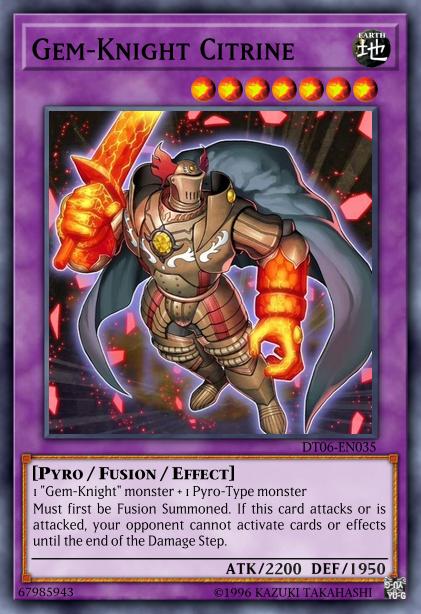 Gem-Knight Citrine
EARTH
地
DT06-EN035
[Pyro / Fusion / Effect]
1 "Gem-Knight" monster + 1 Pyro-Type monster
Must first be Fusion Summoned. If this card attacks or is
attacked, your opponent cannot activate cards or effects
until the end of the Damage Step.
ATK/2200 DEF/1950
67985943
©1996 KAZUKI TAKAHASHI